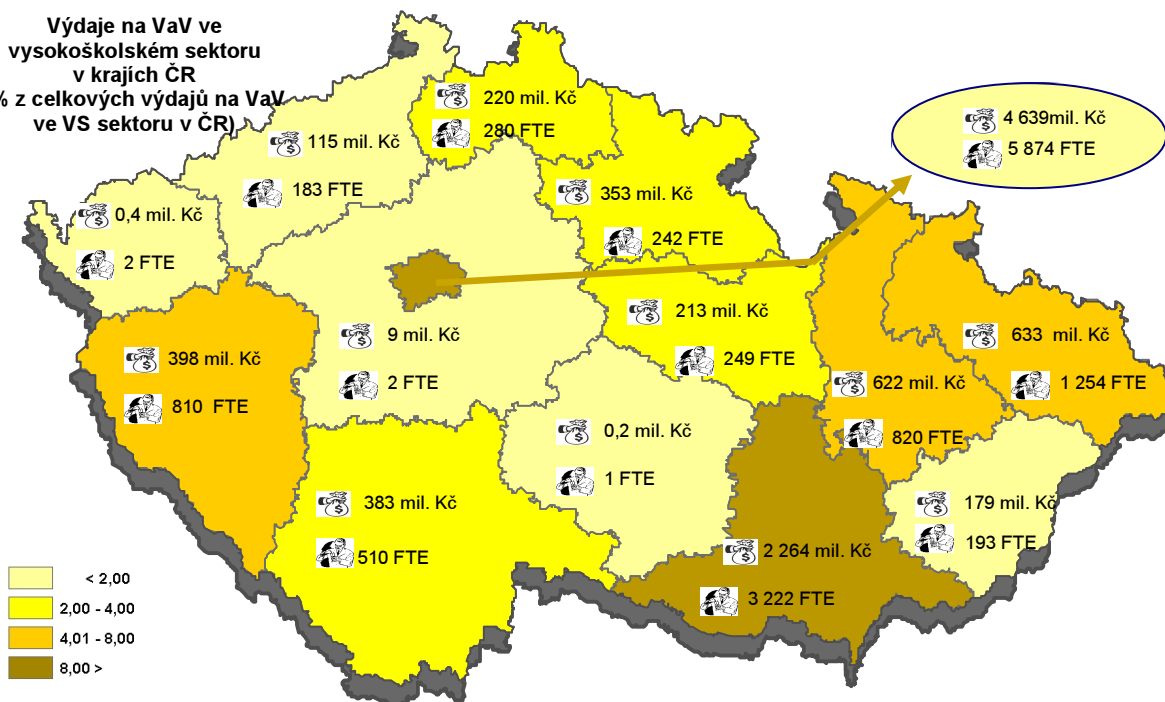 Výdaje na VaV ve
vysokoškolském sektoru
v krajích ČR
% z celkových výdajů na VaV
ve VS sektoru v ČR)
220 mil. Kč
280 FTE
4 639mil. Kč
5 874 FTE
115 mil. Kč
183 FTE
353 mil. Kč
242 FTE
0,4 mil. Kč
2 FTE
213 mil. Kč
249 FTE
9 mil. Kč
2 FTE
633 mil. Kč
1 254 FTE
398 mil. Kč
810 FTE
622 mil. Kč
820 FTE
0,2 mil. Kč
1 FTE
383 mil. Kč
510 FTE
179 mil. Kč
193 FTE
2 264 mil. Kč
3 222 FTE
< 2,00
2,00 - 4,00
4,01 - 8,00
8,00 >